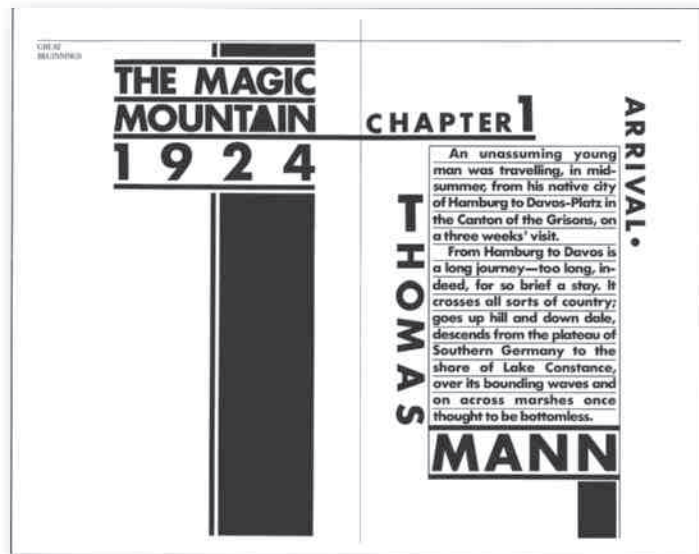 GREAT
BEGINNINGS
THE MAGIC
MOUNTAIN
1924
CHAPTER 1
ARRIVAL.
THOMAS
An unassuming young
man was travelling, in mid-
summer, from his native city
of Hamburg to Davos-Platz in
the Canton of the Grisons, on
a three weeks' visit.
From Hamburg to Davos is
a long journey—too long, in-
deed, for so brief a stay. It
crosses all sorts of country;
goes up hill and down dale,
descends from the plateau of
Southern Germany to the
shore of Lake Constance,
over its bounding waves and
on across marshes once
thought to be bottomless.
MANN